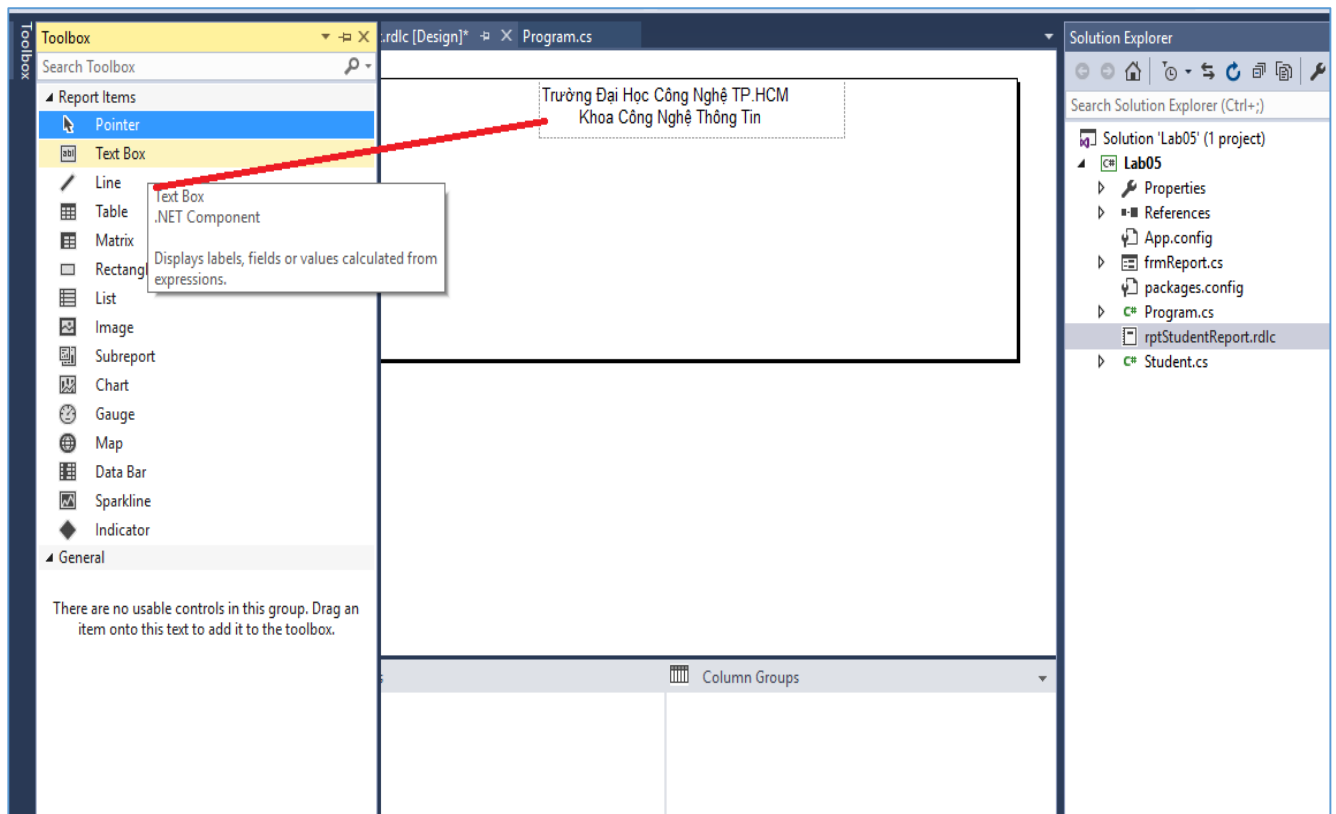 Toolbox
Toolbox
Search Toolbox
Report Items
Pointer
Text Box
Line
Table
Matrix
Rectangl
List
Image
Subreport
Chart
Gauge
Map
Data Bar
Sparkline
Indicator
General
There are no usable controls in this group. Drag an
item onto this text to add it to the toolbox.
Text Box
.NET Component
Displays labels, fields or values calculated from
expressions.
.rdlc [Design]*
Program.cs
Trường Đại Học Công Nghệ TP.HCM
Khoa Công Nghệ Thông Tin
Column Groups
Solution Explorer
Search Solution Explorer (Ctrl+;)
Solution 'Lab05' (1 project)
Lab05
Properties
References
App.config
frmReport.cs
packages.config
Program.cs
rptStudentReport.rdlc
Student.cs